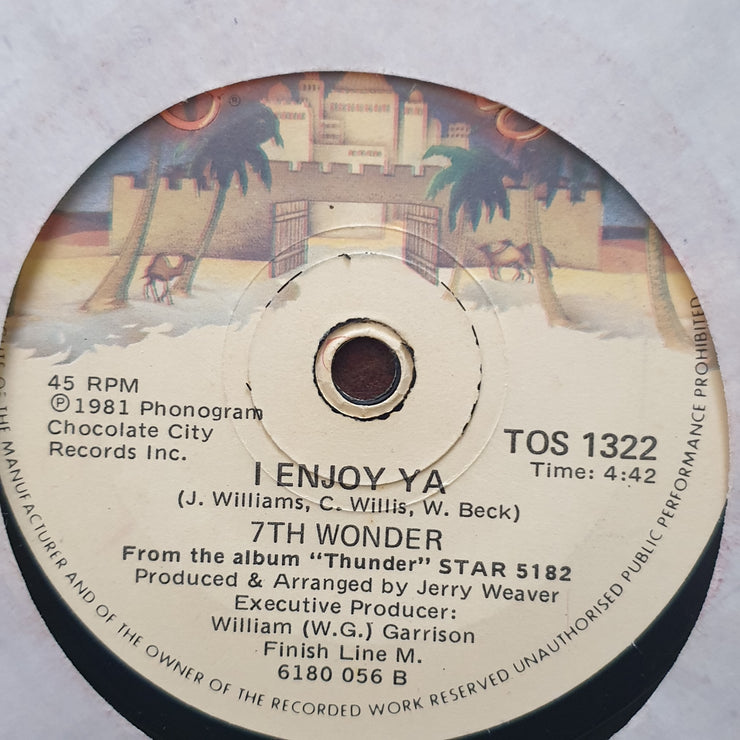 ®
45 RPM
Ⓟ1981 Phonogram
Chocolate City
Records Inc.
TOS 1322
Time: 4:42
I ENJOY YA
(J. Williams, C. Willis, W. Beck)
7TH WONDER
From the album "Thunder" STAR 5182
Produced & Arranged by Jerry Weaver
Executive Producer:
William (W.G.) Garrison
Finish Line M.
6180 056 B
OF THE MANUFACTURER AND OF THE OWNER OF THE RECORDED WORK RESERVED UNAUTHORISED PUBLIC PERFORMANCE PROHIBITED